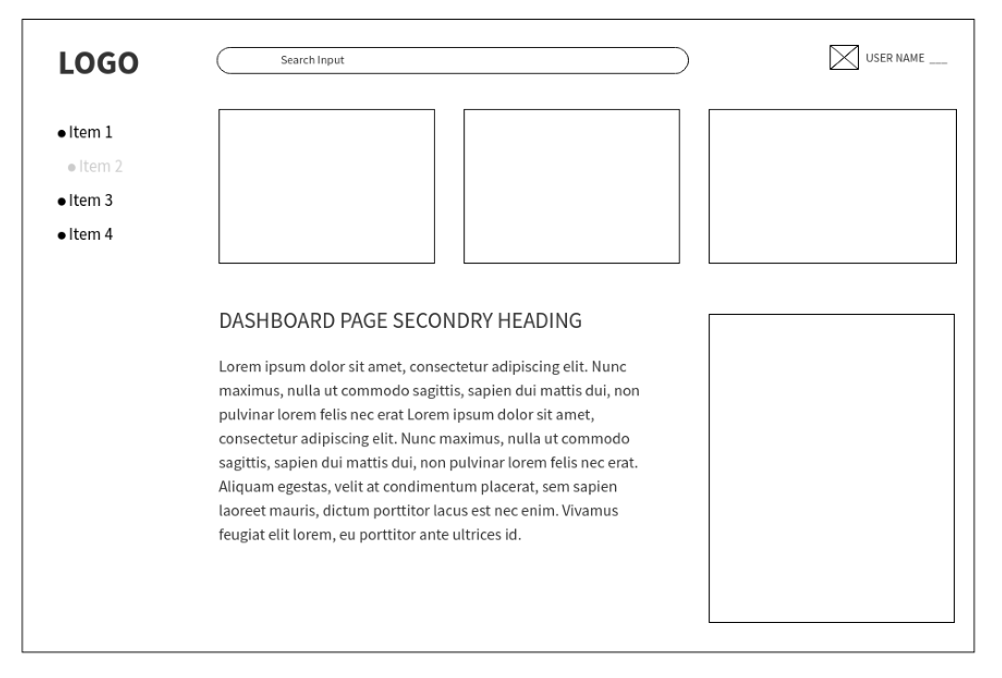 LOGO
Search Input
USER NAME ___
Item 1
Item 2
Item 3
Item 4
DASHBOARD PAGE SECONDRY HEADING
Lorem ipsum dolor sit amet, consectetur adipiscing elit. Nunc
maximus, nulla ut commodo sagittis, sapien dui mattis dui, non
pulvinar lorem felis nec erat Lorem ipsum dolor sit amet,
consectetur adipiscing elit. Nunc maximus, nulla ut commodo
sagittis, sapien dui mattis dui, non pulvinar lorem felis nec erat.
Aliquam egestas, velit at condimentum placerat, sem sapien
laoreet mauris, dictum porttitor lacus est nec enim. Vivamus
feugiat elit lorem, eu porttitor ante ultrices id.